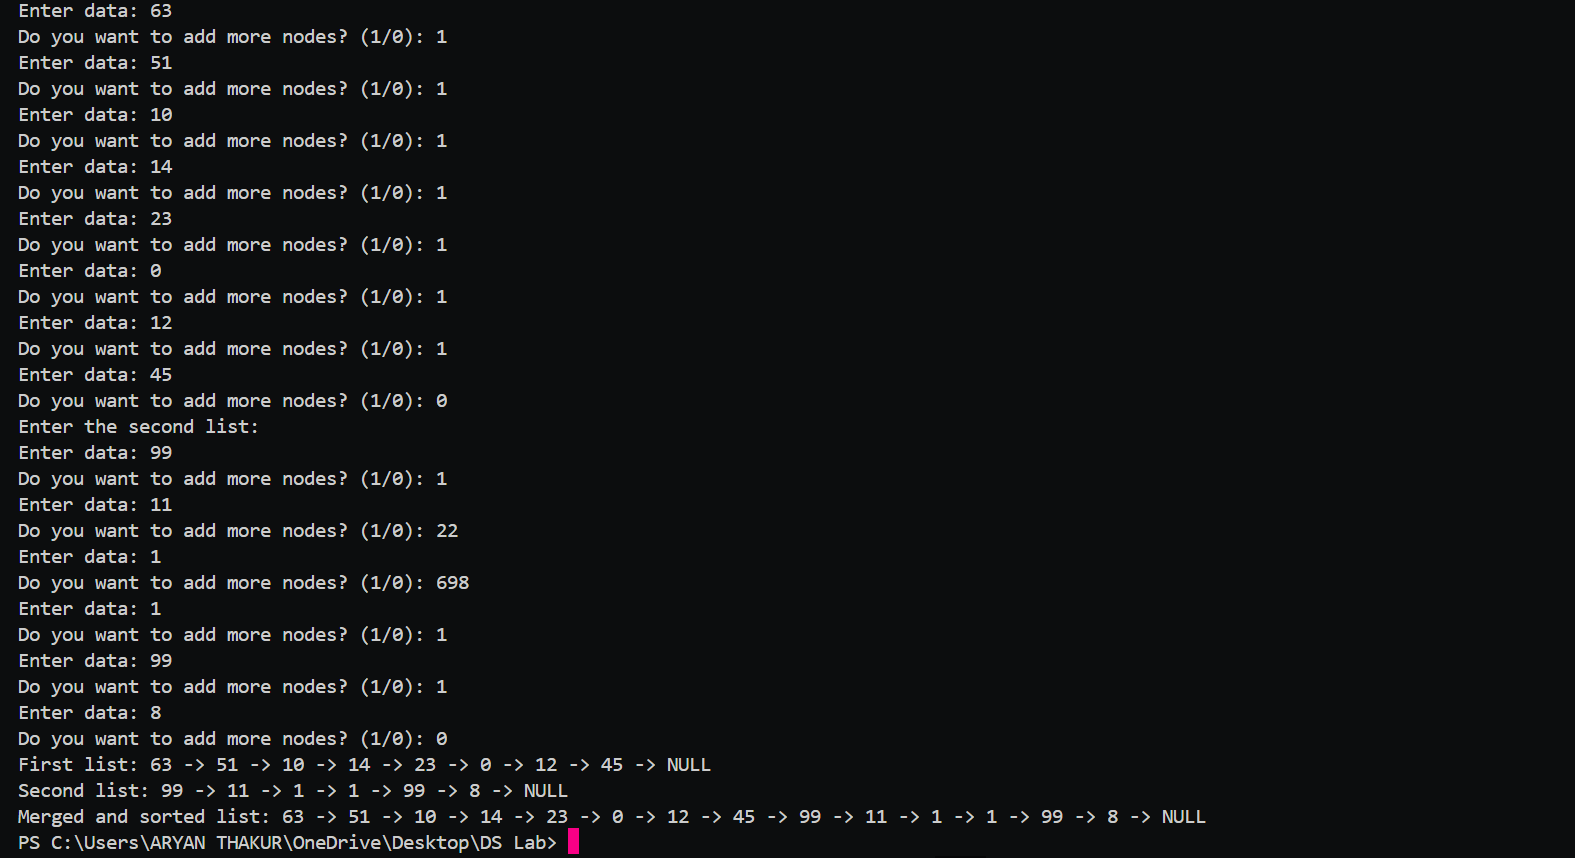 Enter data: 63
Do you want to add more nodes? (1/0): 1
Enter data: 51
Do you want to add more nodes? (1/0): 1
Enter data: 10
Do you want to add more nodes? (1/0): 1
Enter data: 14
Do you want to add more nodes? (1/0): 1
Enter data: 23
Do you want to add more nodes? (1/0): 1
Enter data: 0
Do you want to add more nodes? (1/0): 1
Enter data: 12
Do you want to add more nodes? (1/0): 1
Enter data: 45
Do you want to add more nodes? (1/0): 0
Enter the second list:
Enter data: 99
Do you want to add more nodes? (1/0): 1
Enter data: 11
Do you want to add more nodes? (1/0): 22
Enter data: 1
Do you want to add more nodes? (1/0): 698
Enter data: 1
Do you want to add more nodes? (1/0): 1
Enter data: 99
Do you want to add more nodes? (1/0): 1
Enter data: 8
Do you want to add more nodes? (1/0): 0
First list: 63 -> 51 -> 10 -> 14 -> 23 -> 0 -> 12 -> 45 -> NULL
Second list: 99 -> 11 -> 1 -> 1 -> 99 -> 8 -> NULL
Merged and sorted list: 63 -> 51 -> 10 -> 14 -> 23 -> 0 -> 12 -> 45 -> 99 -> 11 -> 1 -> 1 -> 99 -> 8 -> NULL
PS C:\Users\ARYAN THAKUR\OneDrive\Desktop\DS Lab>